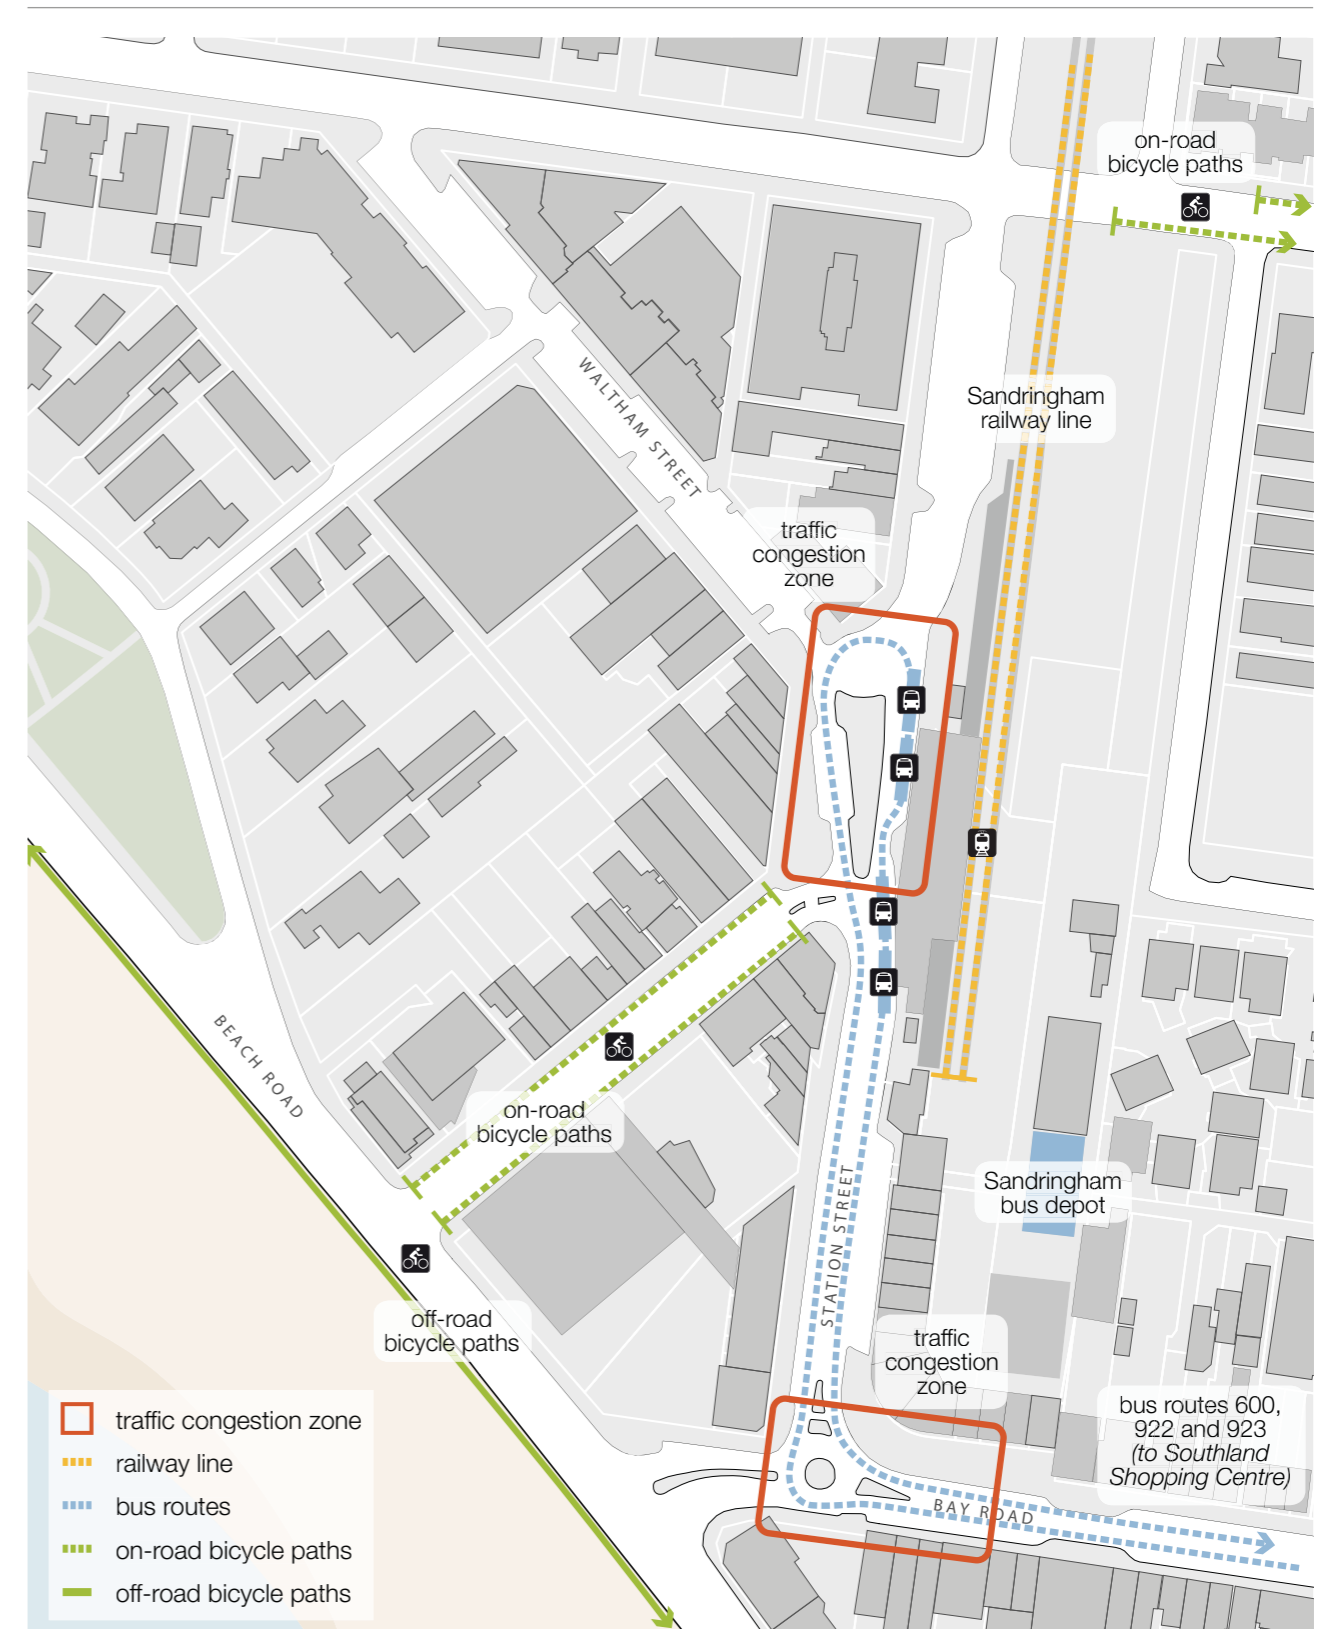 on-road
bicycle paths
WALTHAM STREET
Sandringham
railway line
traffic
congestion
zone
BEACH ROAD
on-road
bicycle paths
Sandringham
bus depot
STATION STREET
off-road
bicycle paths
traffic
congestion
zone
bus routes 600,
922 and 923
(to Southland
Shopping Centre)
BAY ROAD
traffic congestion zone
railway line
bus routes
on-road bicycle paths
off-road bicycle paths